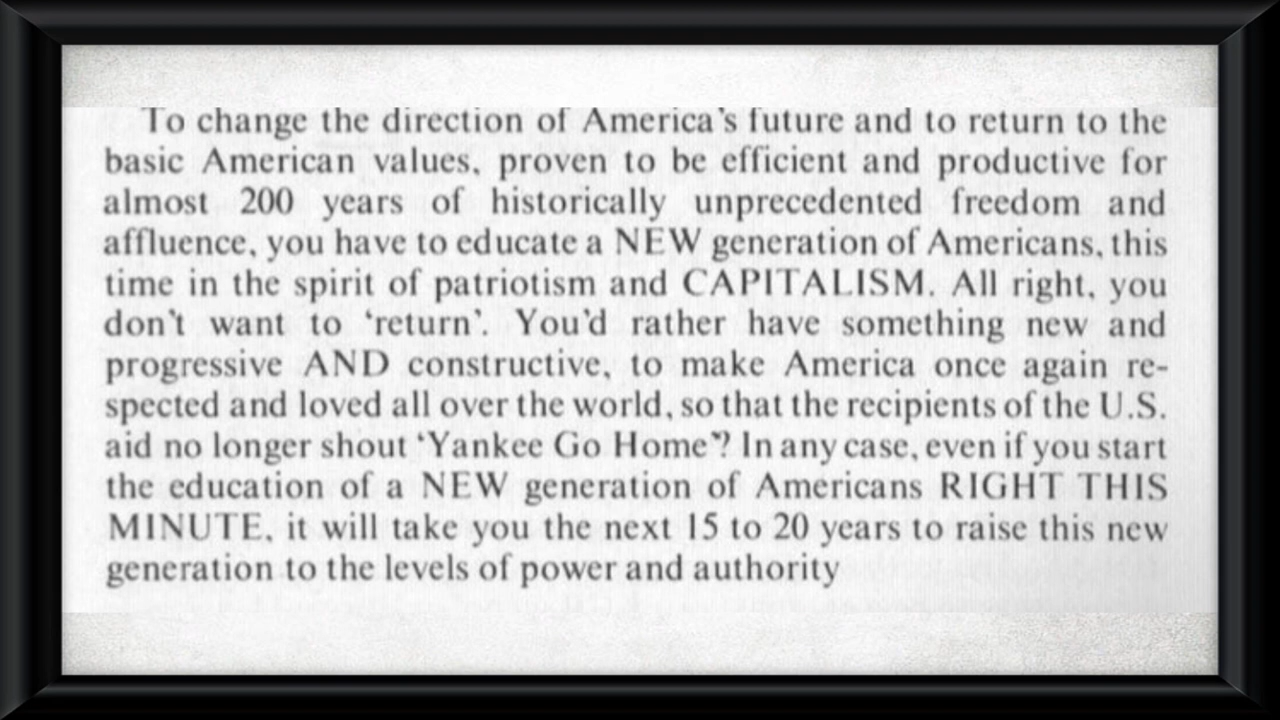 To change the direction of America's future and to return to the
basic American values, proven to be efficient and productive for
almost 200 years of historically unprecedented freedom and
affluence, you have to educate a NEW generation of Americans, this
time in the spirit of patriotism and CAPITALISM. All right, you
don't want to 'return'. You'd rather have something new and
progressive AND constructive, to make America once again re-
spected and loved all over the world, so that the recipients of the U.S.
aid no longer shout 'Yankee Go Home'? In any case, even if you start
the education of a NEW generation of Americans RIGHT THIS
MINUTE, it will take you the next 15 to 20 years to raise this new
generation to the levels of power and authority